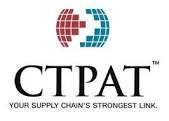 CTPAT™
YOUR SUPPLY CHAIN'S STRONGEST LINK.